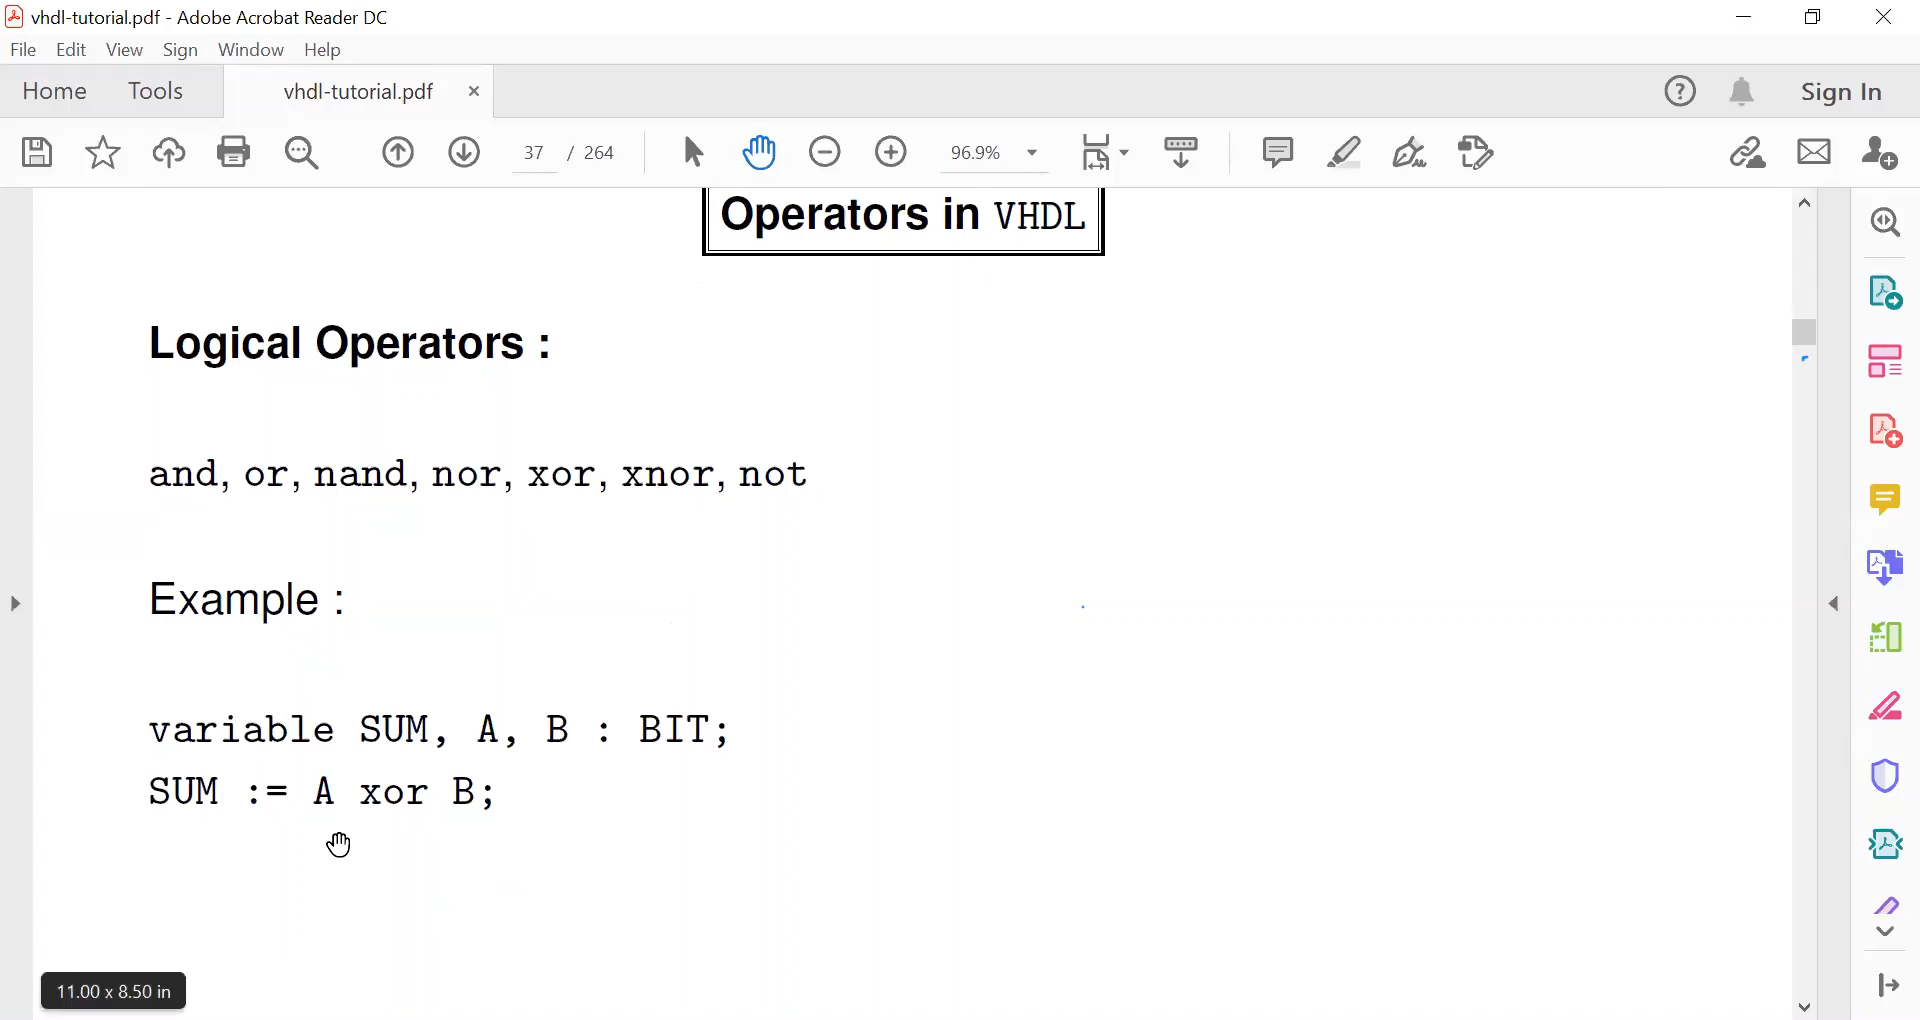 vhdl-tutorial.pdf - Adobe Acrobat Reader DC
File Edit View Sign Window Help
Home Tools vhdl-tutorial.pdf × Sign In
37 / 264 96.9%
Operators in VHDL
Logical Operators :
and, or, nand, nor, xor, xnor, not
Example :
variable SUM, A, B : BIT;
SUM := A xor B;
11.00 x 8.50 in